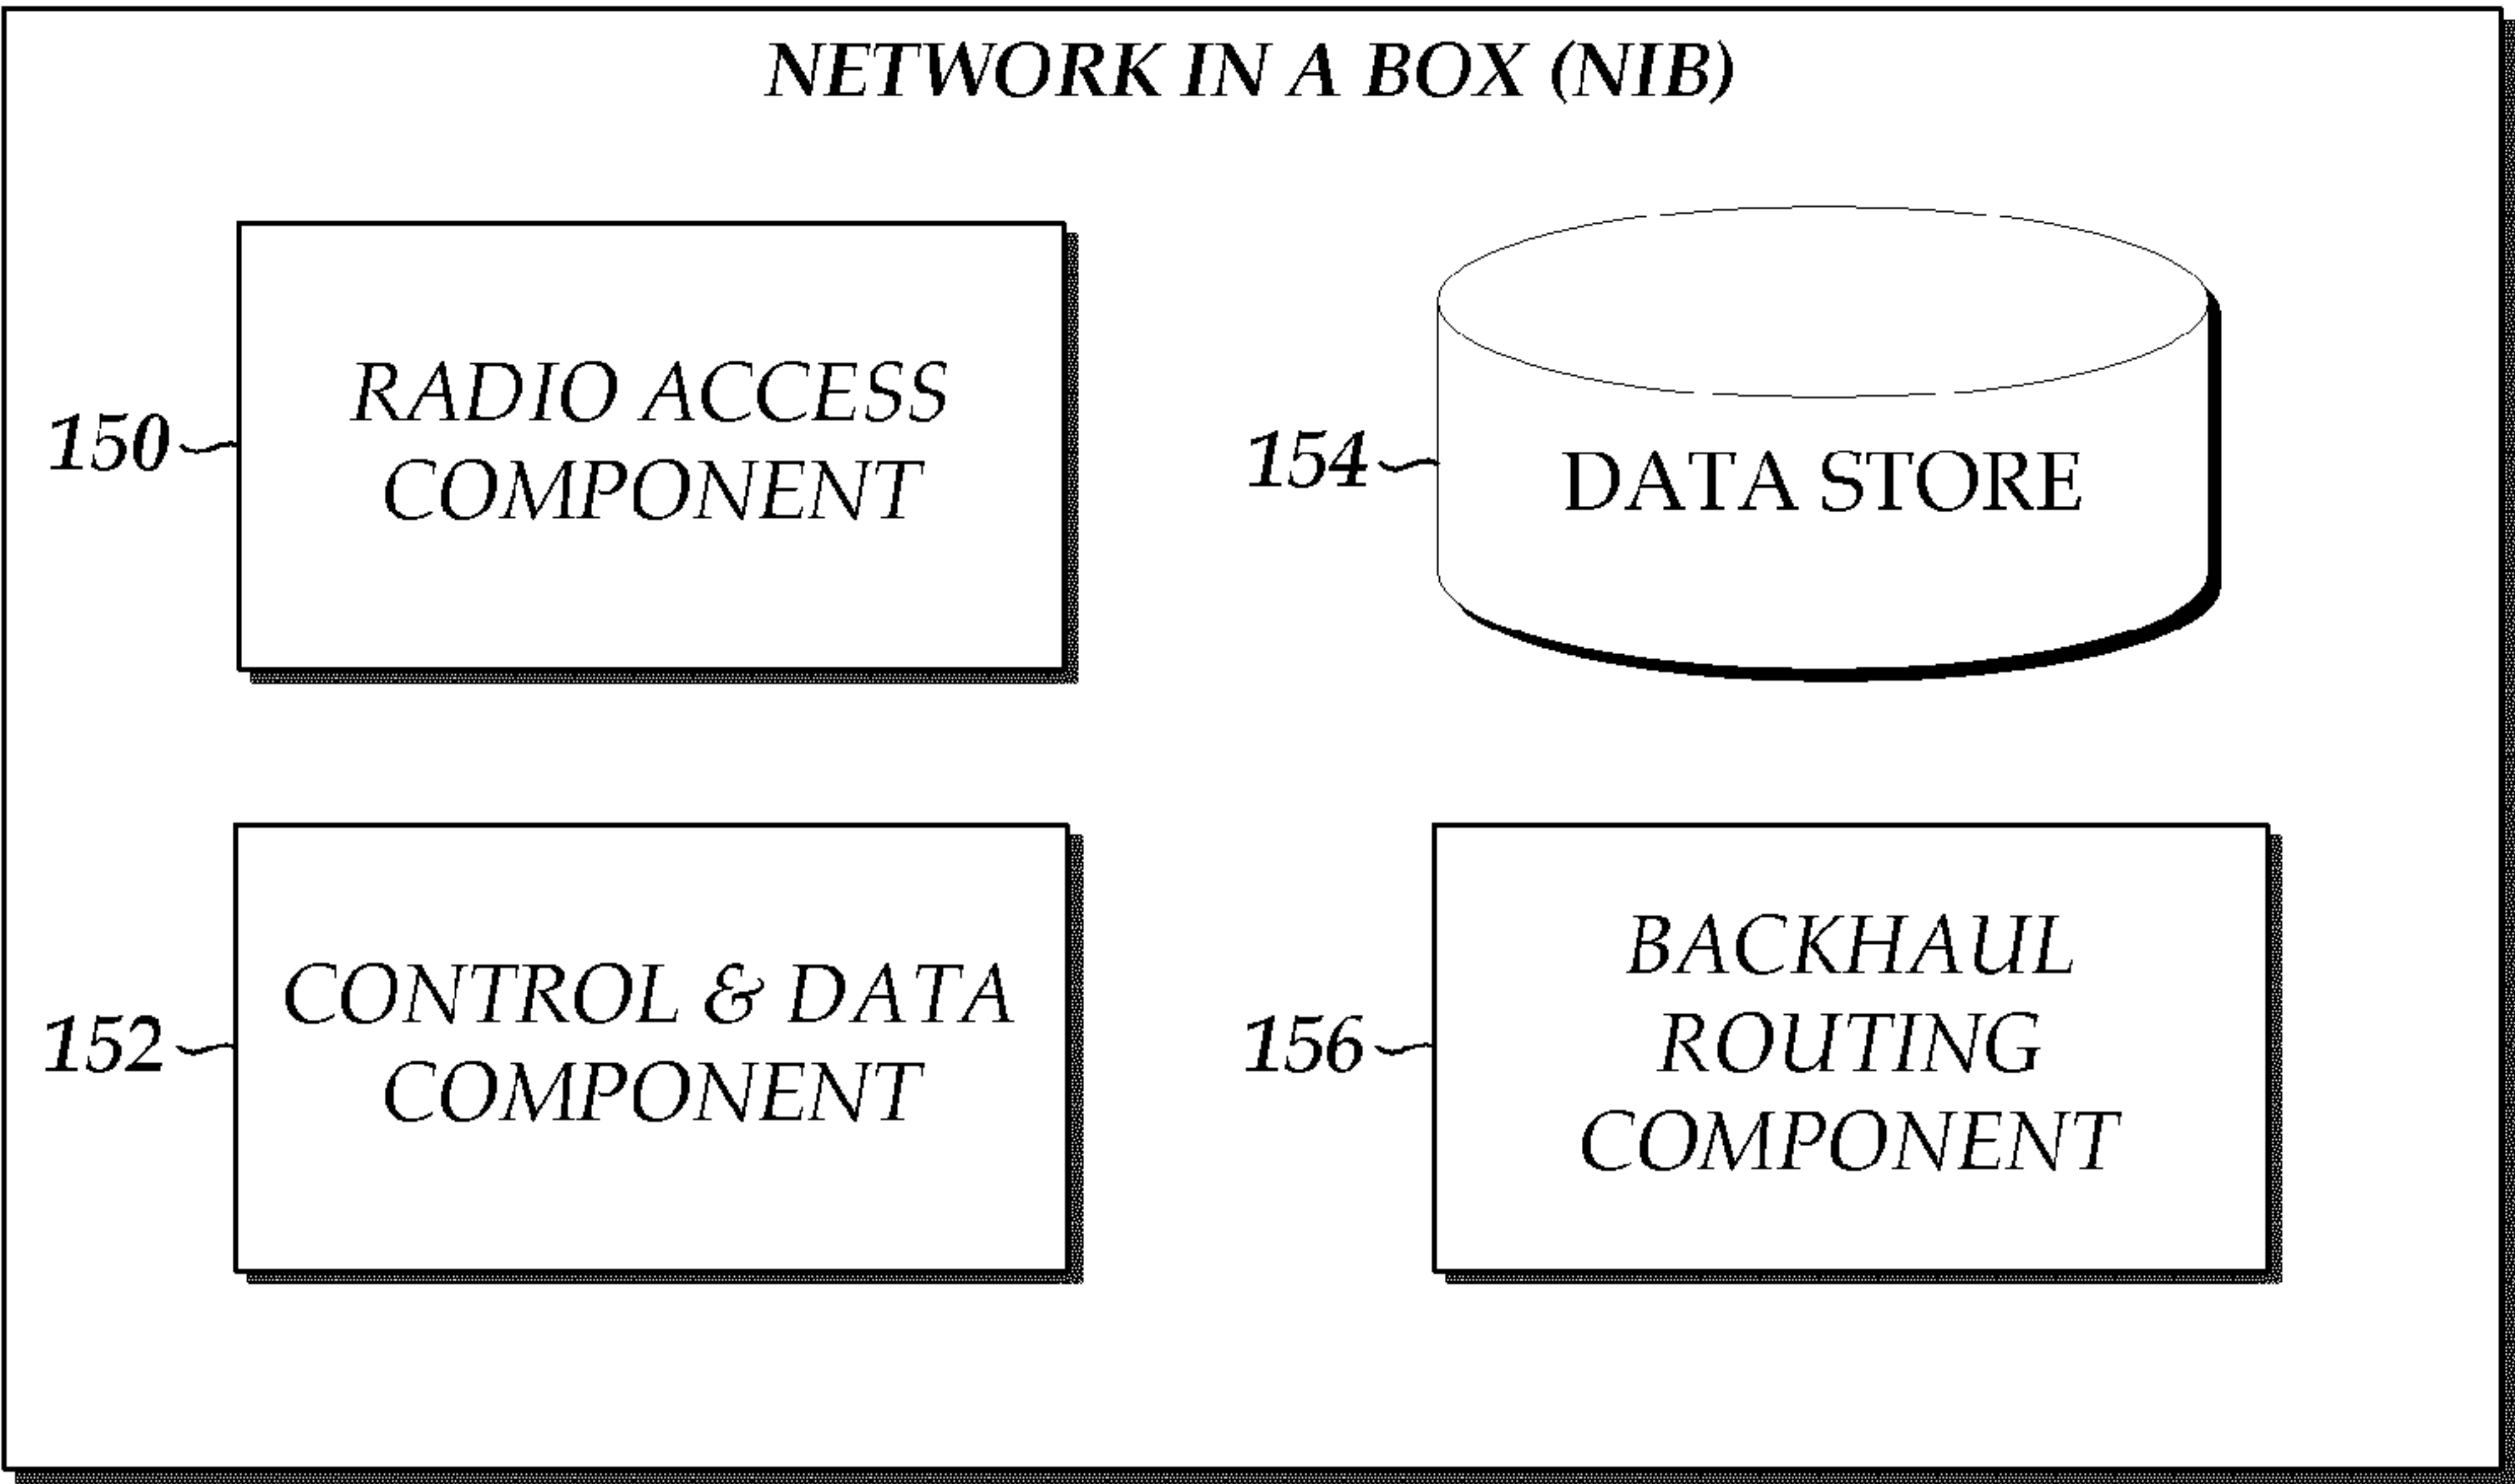 NETWORK IN A BOX (NIB)
150
RADIO ACCESS
COMPONENT
154
DATA STORE
152
CONTROL & DATA
COMPONENT
156
BACKHAUL
ROUTING
COMPONENT